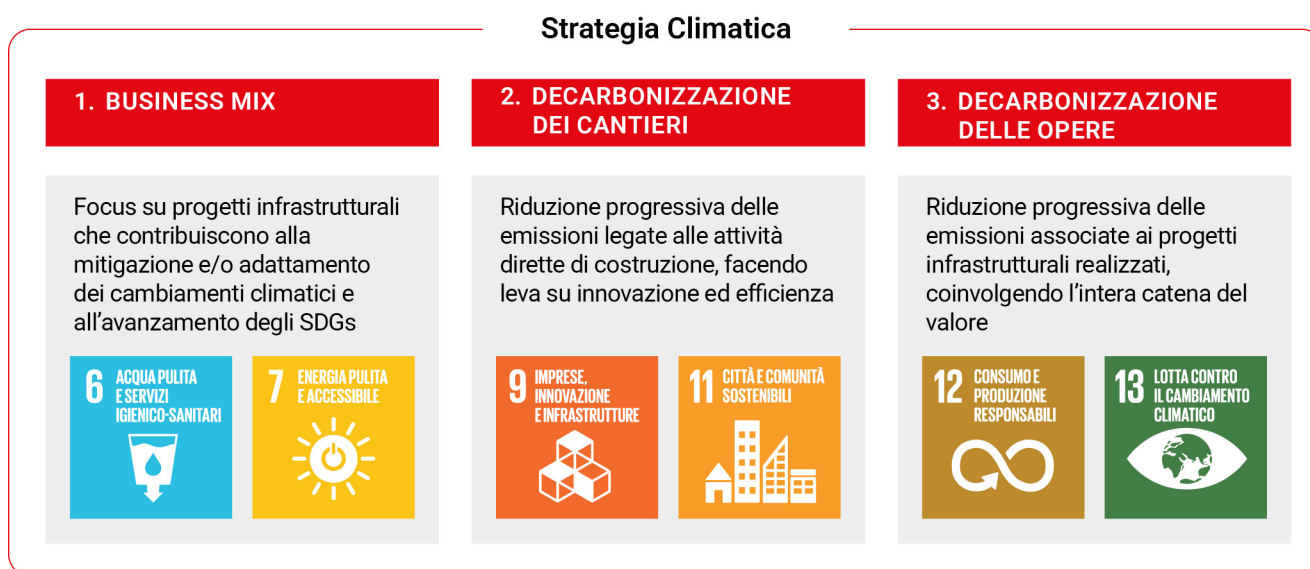 Strategia Climatica
1. BUSINESS MIX
Focus su progetti infrastrutturali
che contribuiscono alla
mitigazione e/o adattamento
dei cambiamenti climatici e
all’avanzamento degli SDGs
6 ACQUA PULITA
E SERVIZI
IGIENICO-SANITARI
7 ENERGIA PULITA
E ACCESSIBILE
2. DECARBONIZZAZIONE
DEI CANTIERI
Riduzione progressiva delle
emissioni legate alle attività
dirette di costruzione, facendo
leva su innovazione ed efficienza
9 IMPRESE,
INNOVAZIONE
E INFRASTRUTTURE
11 CITTÀ E COMUNITÀ
SOSTENIBILI
3. DECARBONIZZAZIONE
DELLE OPERE
Riduzione progressiva delle
emissioni associate ai progetti
infrastrutturali realizzati,
coinvolgendo l’intera catena del
valore
12 CONSUMO E
PRODUZIONE
RESPONSABILI
13 LOTTA CONTRO
IL CAMBIAMENTO
CLIMATICO